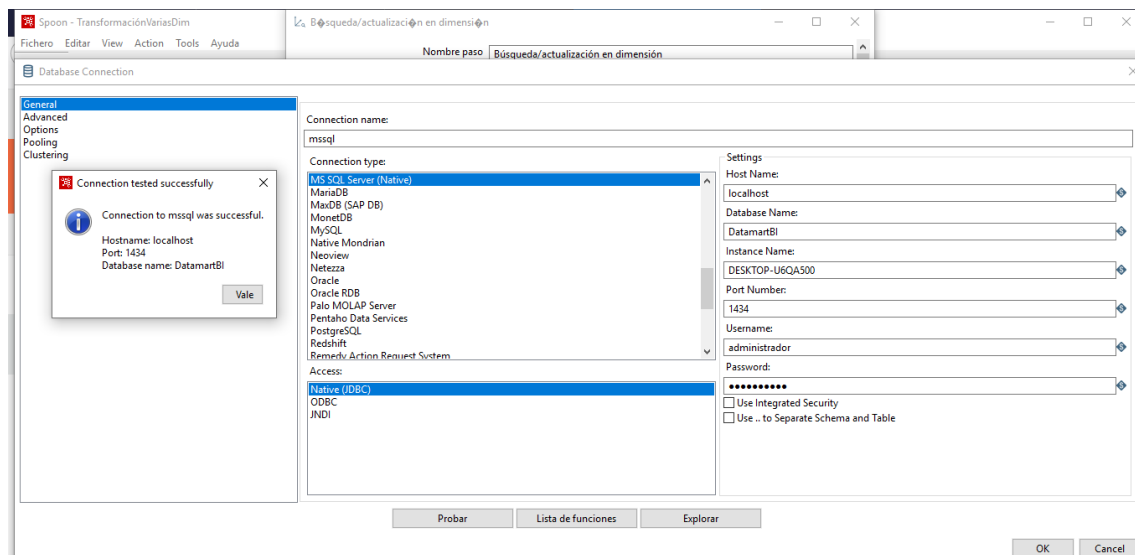 Spoon - TransformaciónVariasDim
B�squeda/actualizaci�n en dimensi�n
Fichero Editar View Action Tools Ayuda
Nombre paso Búsqueda/actualización en dimensión
Database Connection
General
Advanced
Options
Pooling
Clustering
Connection tested successfully
Connection to mssql was successful.
Hostname: localhost
Port: 1434
Database name: DatamartBI
Vale
Connection name:
mssql
Connection type:
MS SQL Server (Native)
MariaDB
MaxDB (SAP DB)
MonetDB
MySQL
Native Mondrian
Neoview
Netezza
Oracle
Oracle RDB
Palo MOLAP Server
Pentaho Data Services
PostgreSQL
Redshift
Remedy Action Request System
Access:
Native (JDBC)
ODBC
JNDI
Settings
Host Name:
localhost
Database Name:
DatamartBI
Instance Name:
DESKTOP-U6QA500
Port Number:
1434
Username:
administrador
Password:
●●●●●●●●●●
Use Integrated Security
Use .. to Separate Schema and Table
Probar
Lista de funciones
Explorar
OK
Cancel